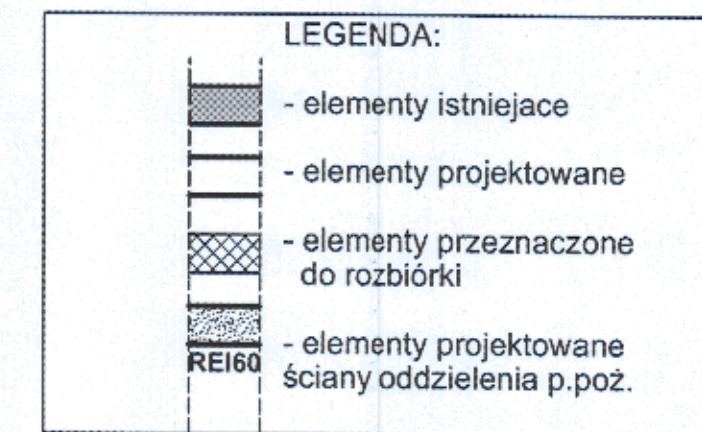 LEGENDA:
- elementy istniejace
- elementy projektowane
- elementy przeznaczone
do rozbiórki
- elementy projektowane
REI60
ściany oddzielenia p.poż.